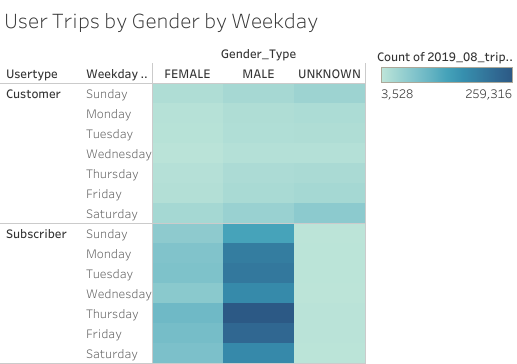 User Trips by Gender by Weekday
Gender_Type
Usertype Weekday .. FEMALE MALE UNKNOWN
Customer Sunday
Monday
Tuesday
Wednesday
Thursday
Friday
Saturday
Subscriber Sunday
Monday
Tuesday
Wednesday
Thursday
Friday
Saturday
Count of 2019_08_trip..
3,528 259,316